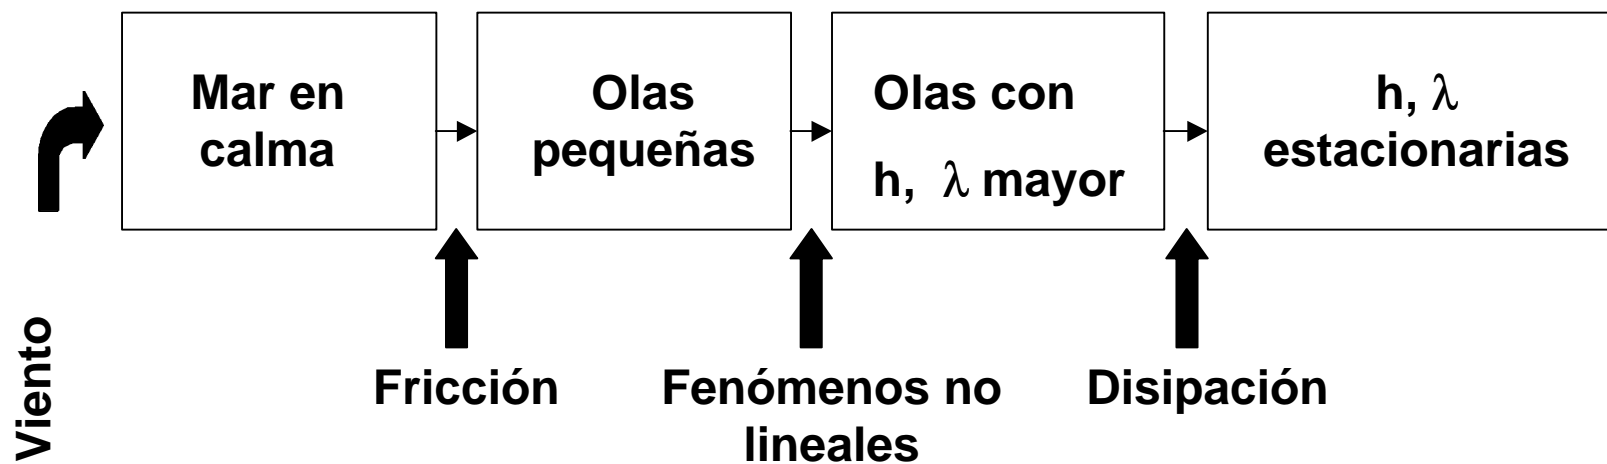 Mar en
calma
Olas
pequeñas
Olas con
h, λ mayor
h, λ
estacionarias
Viento
Fricción
Fenómenos no
lineales
Disipación